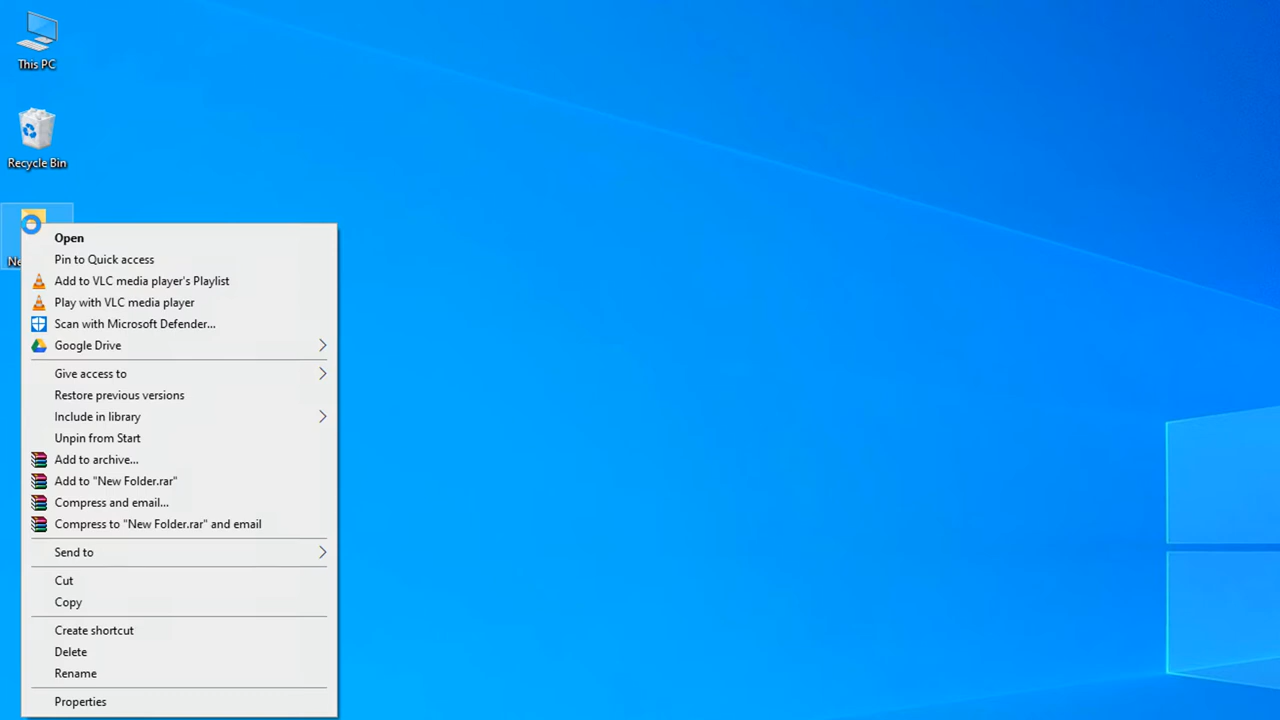 This PC
Recycle Bin
Open
Pin to Quick access
Add to VLC media player's Playlist
Play with VLC media player
Scan with Microsoft Defender...
Google Drive
Give access to
Restore previous versions
Include in library
Unpin from Start
Add to archive...
Add to "New Folder.rar"
Compress and email...
Compress to "New Folder.rar" and email
Send to
Cut
Copy
Create shortcut
Delete
Rename
Properties